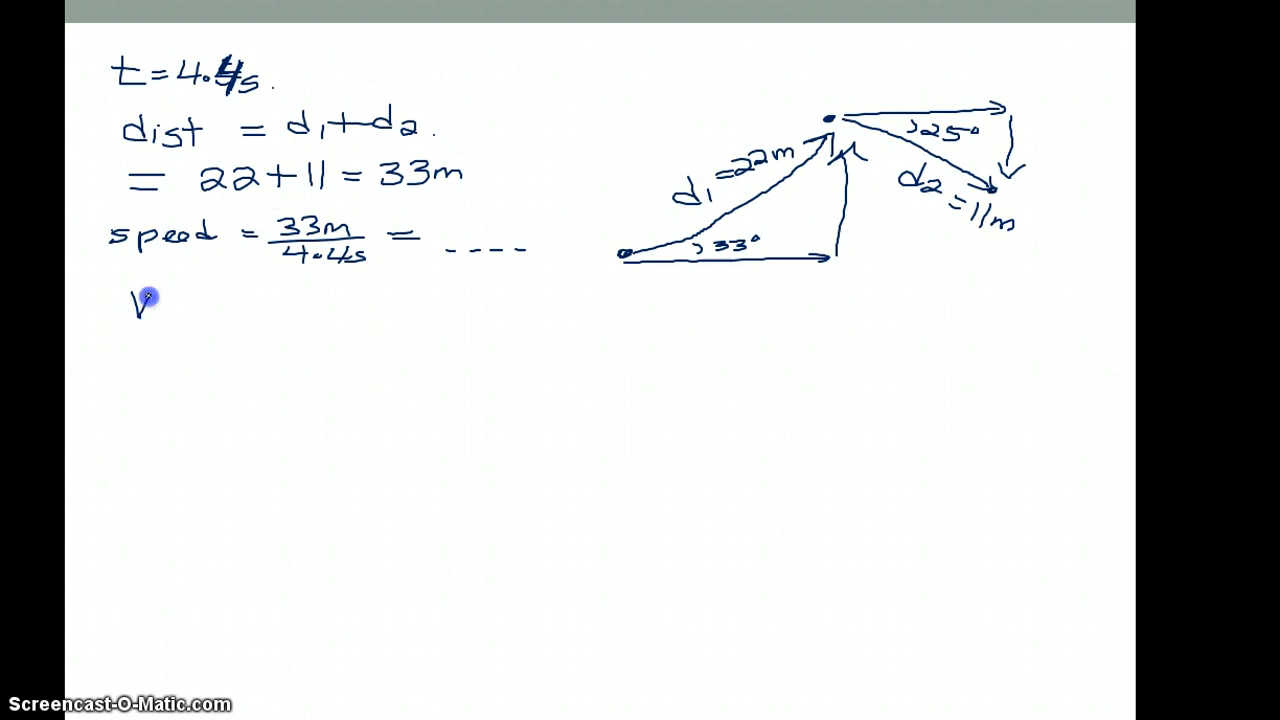 t = 4.4s.
dist = d₁+d₂.
= 22+11 = 33m
speed = 33m/4.4s = ----
V
d₁ = 22m
33°
25°
d₂ = 11m
Screencast-O-Matic.com